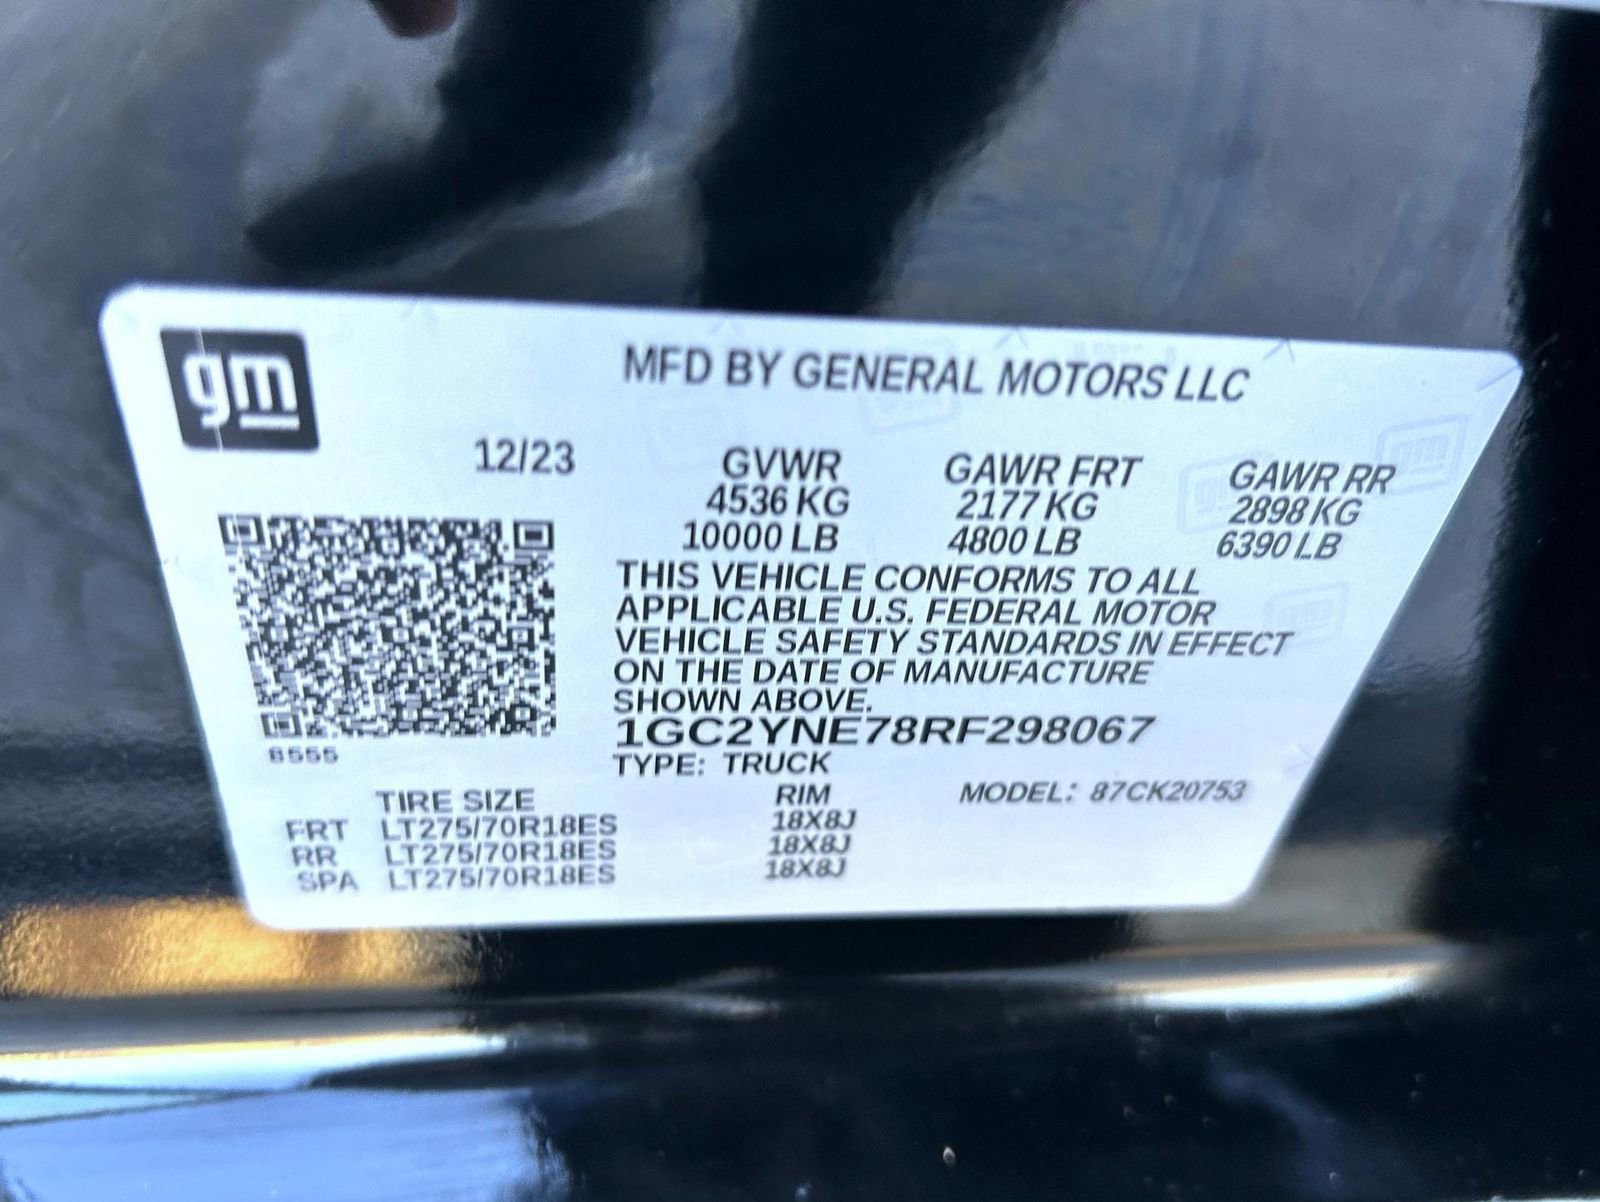 gm
MFD BY GENERAL MOTORS LLC
12/23
GVWR GAWR FRT GAWR RR
4536 KG 2177 KG 2898 KG
10000 LB 4800 LB 6390 LB
THIS VEHICLE CONFORMS TO ALL
APPLICABLE U.S. FEDERAL MOTOR
VEHICLE SAFETY STANDARDS IN EFFECT
ON THE DATE OF MANUFACTURE
SHOWN ABOVE.
1GC2YNE78RF298067
8555
TYPE: TRUCK
TIRE SIZE RIM MODEL: 87CK20753
FRT LT275/70R18ES 18X8J
RR LT275/70R18ES 18X8J
SPA LT275/70R18ES 18X8J